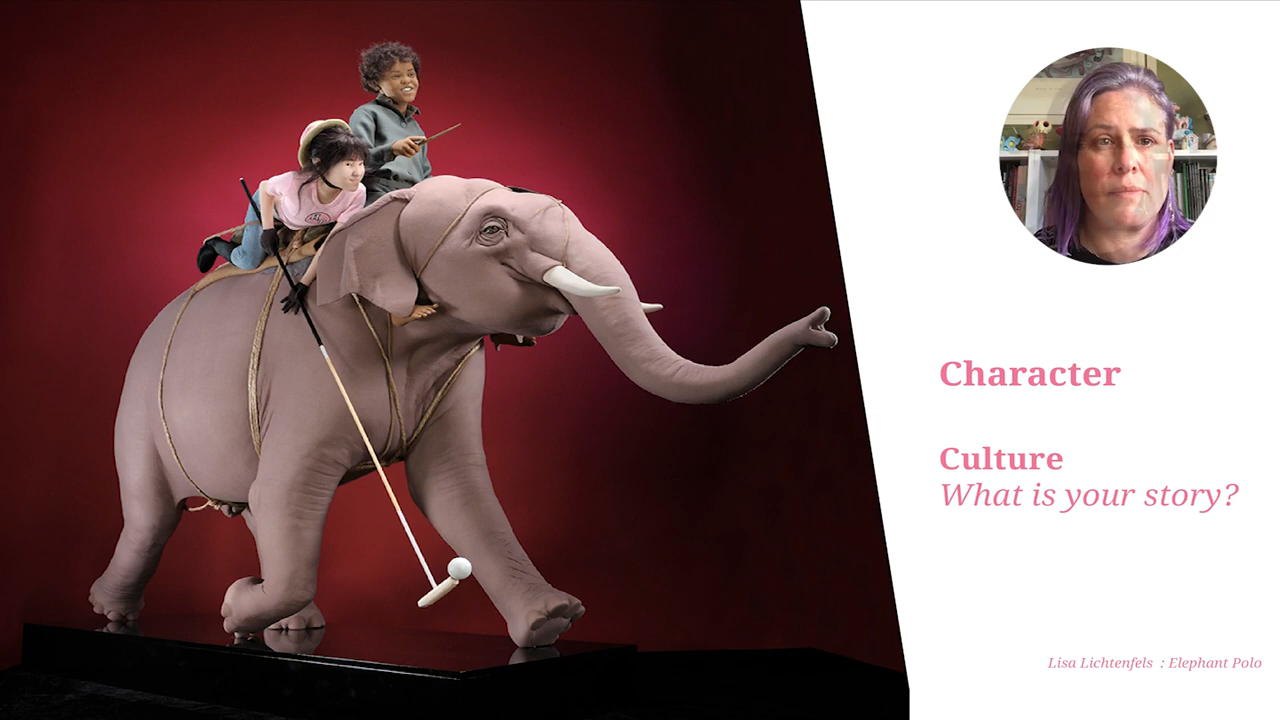 Character
Culture
What is your story?
Lisa Lichtenfels : Elephant Polo